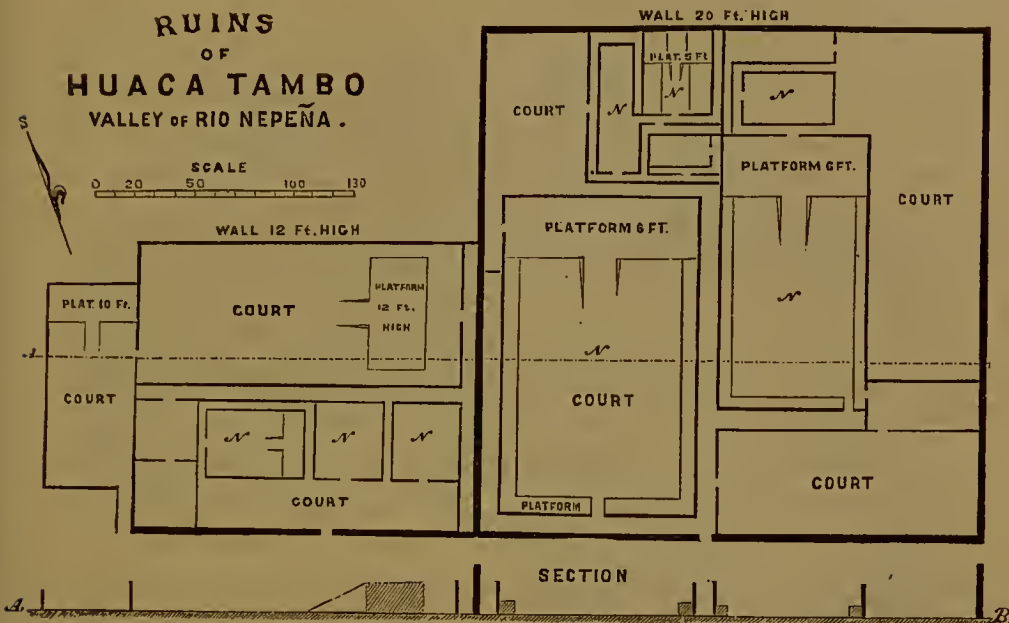 RUINS
OF
HUACA TAMBO
VALLEY OF RIO NEPEÑA.
S
SCALE
0 20 50 100 130
WALL 20 Ft. HIGH
PLAT. 5 Ft
N
N
N
COURT
PLATFORM 6 FT.
COURT
PLATFORM 6 FT.
WALL 12 Ft. HIGH
PLAT. 10 Ft.
COURT
PLATFORM
12 Ft.
HIGH
N
N
COURT
COURT
N
N
N
COURT
PLATFORM
COURT
SECTION
A.
B